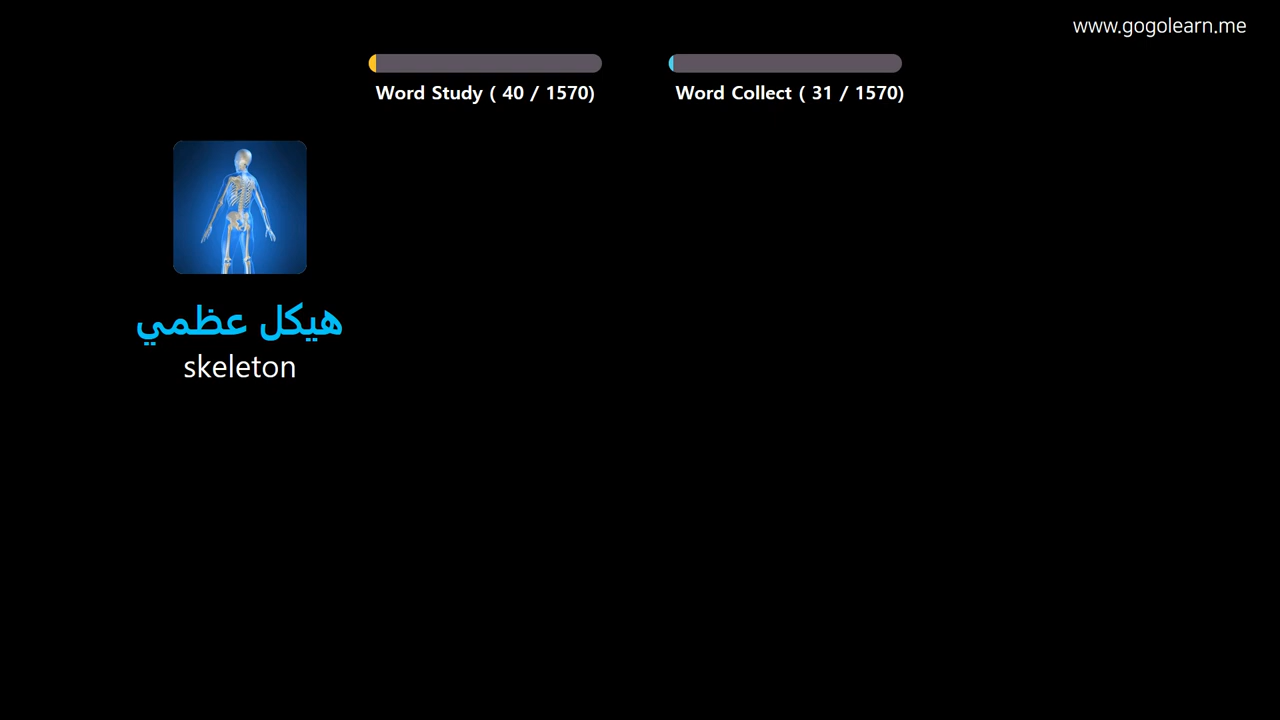 www.gogolearn.me
Word Study ( 40 / 1570)
Word Collect ( 31 / 1570)
هيكل عظمي
skeleton